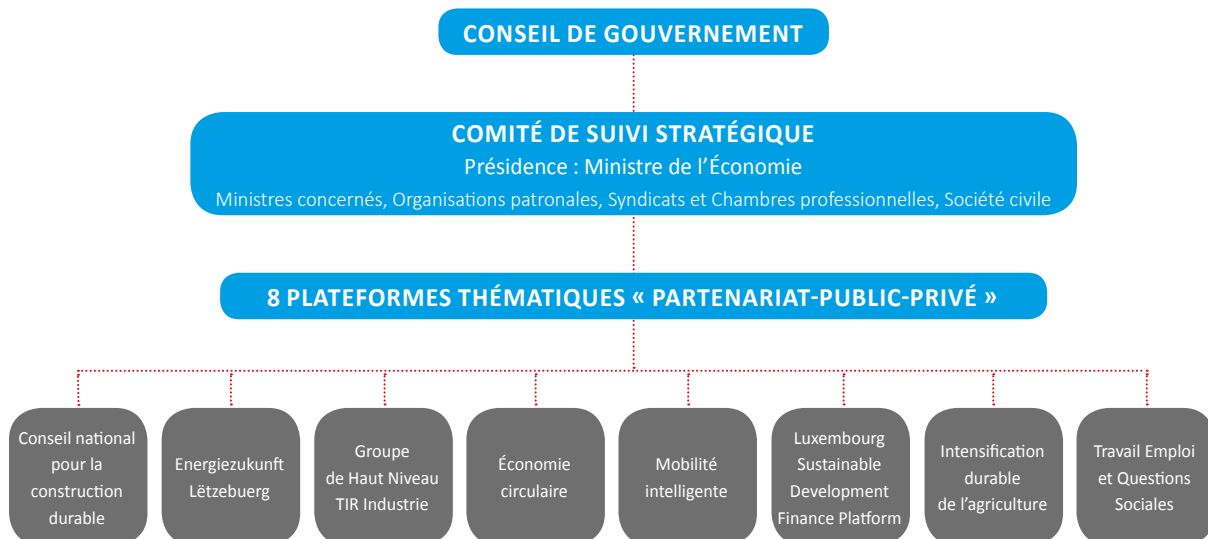 CONSEIL DE GOUVERNEMENT
COMITÉ DE SUIVI STRATÉGIQUE
Présidence : Ministre de l'Économie
Ministres concernés, Organisations patronales, Syndicats et Chambres professionnelles, Société civile
8 PLATEFORMES THÉMATIQUES « PARTENARIAT-PUBLIC-PRIVÉ »
Conseil national
pour la
construction
durable
Energiezukunft
Lëtzebuerg
Groupe
de Haut Niveau
TIR Industrie
Économie
circulaire
Mobilité
intelligente
Luxembourg
Sustainable
Development
Finance Platform
Intensification
durable
de l'agriculture
Travail Emploi
et Questions
Sociales